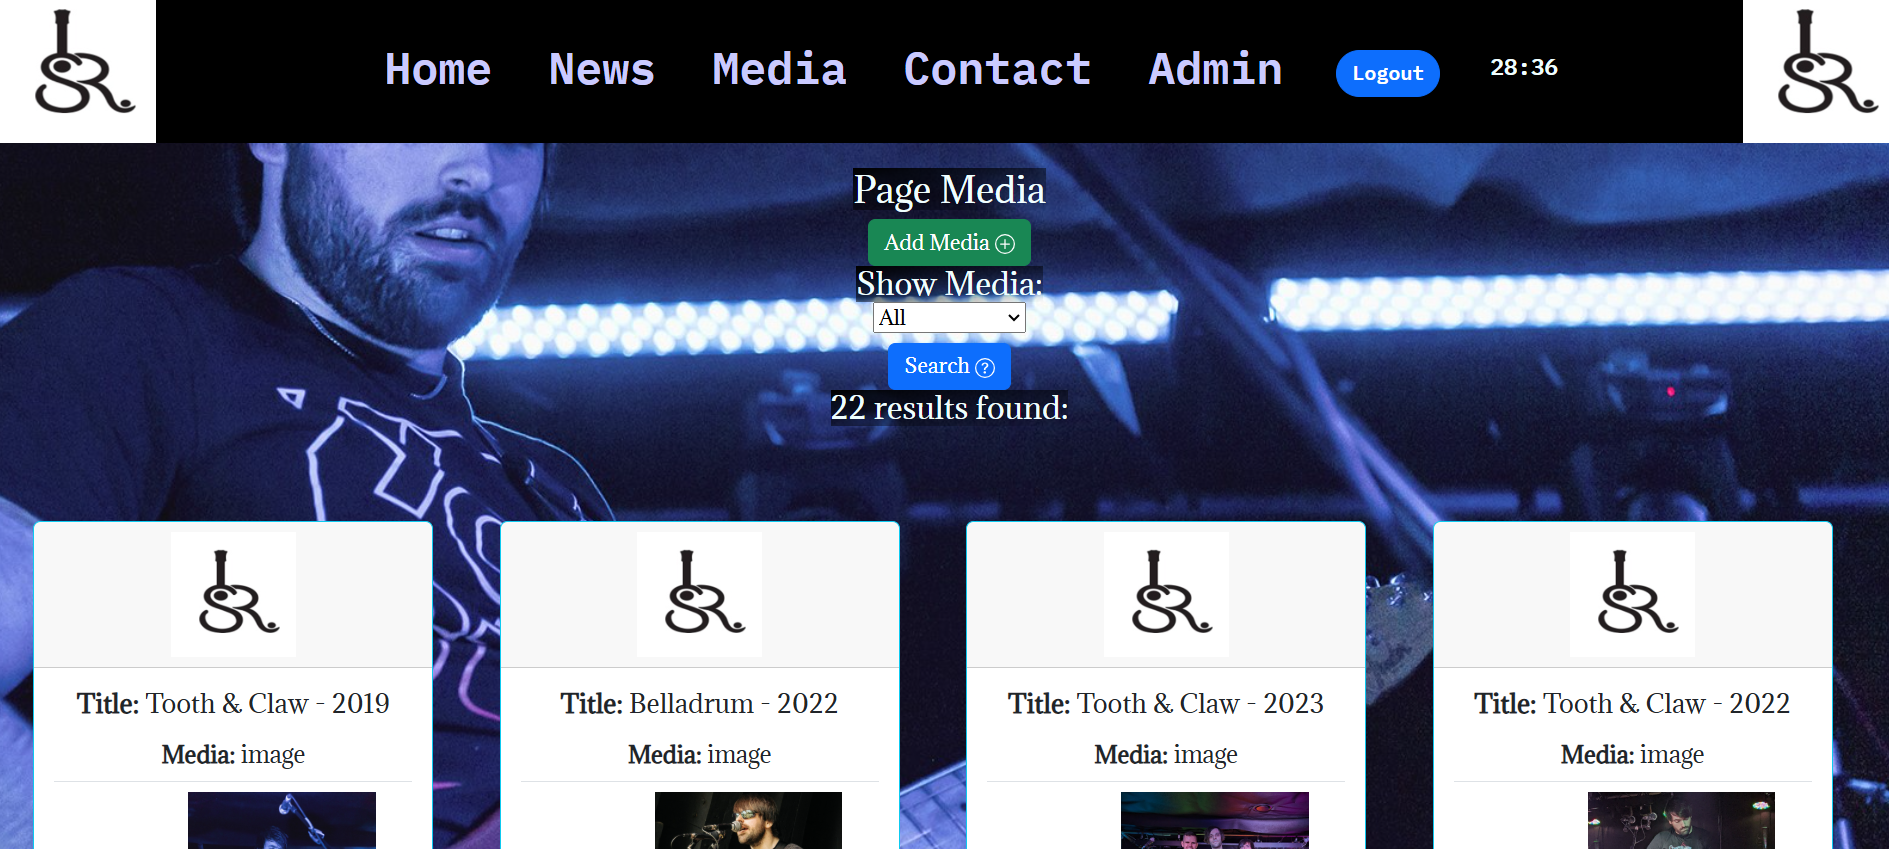 Home News Media Contact Admin Logout 28:36
Page Media
Add Media
Show Media:
All
Search
22 results found:
Title: Tooth & Claw - 2019
Media: image
Title: Belladrum - 2022
Media: image
Title: Tooth & Claw - 2023
Media: image
Title: Tooth & Claw - 2022
Media: image